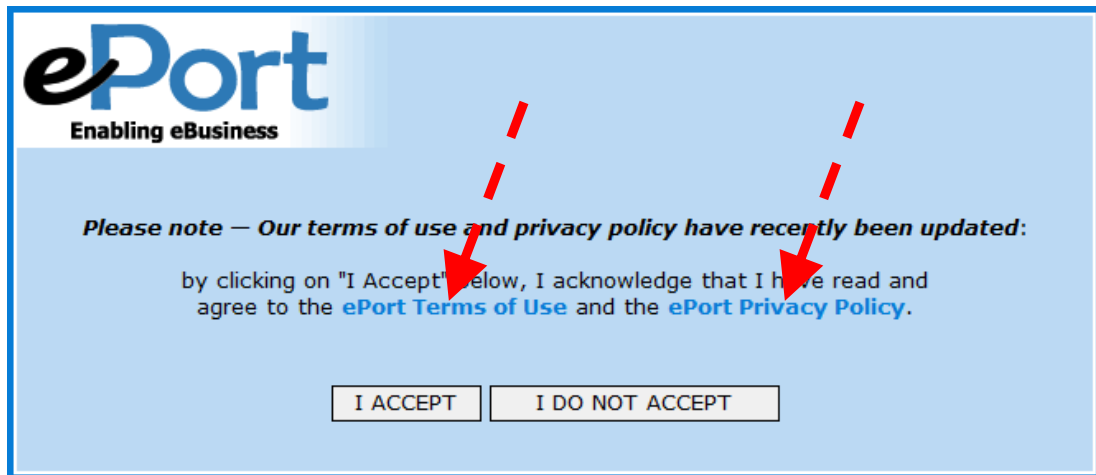 ePort
Enabling eBusiness
Please note — Our terms of use and privacy policy have recently been updated:
by clicking on "I Accept" below, I acknowledge that I have read and
agree to the ePort Terms of Use and the ePort Privacy Policy.
I ACCEPT
I DO NOT ACCEPT